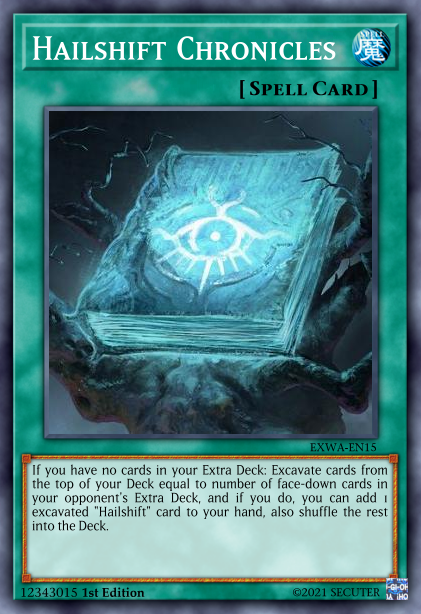 HAILSHIFT CHRONICLES 魔
[SPELL CARD]
EXWA-EN15
If you have no cards in your Extra Deck: Excavate cards from
the top of your Deck equal to number of face-down cards in
your opponent's Extra Deck, and if you do, you can add 1
excavated "Hailshift" card to your hand, also shuffle the rest
into the Deck.
12343015 1st Edition ©2021 SECUTER